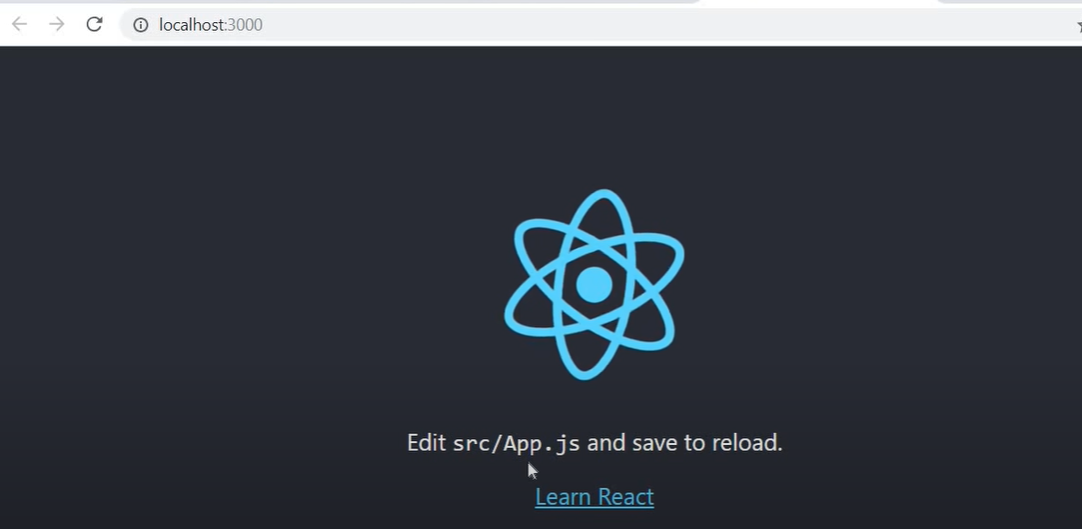 localhost:3000
Edit src/App.js and save to reload.
Learn React